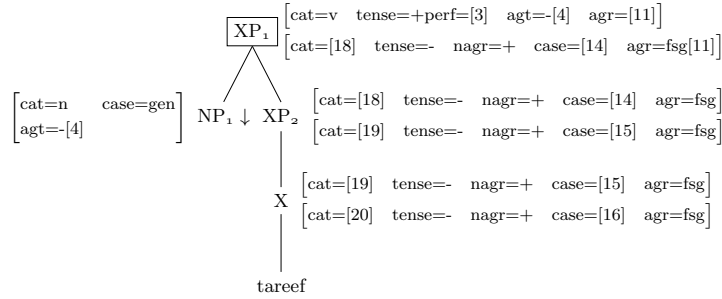 XP₁ [cat=v tense=+perf=[3] agt=-[4] agr=[11]]
[cat=[18] tense=- nagr=+ case=[14] agr=fsg[11]]
[cat=n case=gen
agt=-[4]]
NP₁ ↓ XP₂ [cat=[18] tense=- nagr=+ case=[14] agr=fsg]
[cat=[19] tense=- nagr=+ case=[15] agr=fsg]
X [cat=[19] tense=- nagr=+ case=[15] agr=fsg]
[cat=[20] tense=- nagr=+ case=[16] agr=fsg]
tareef